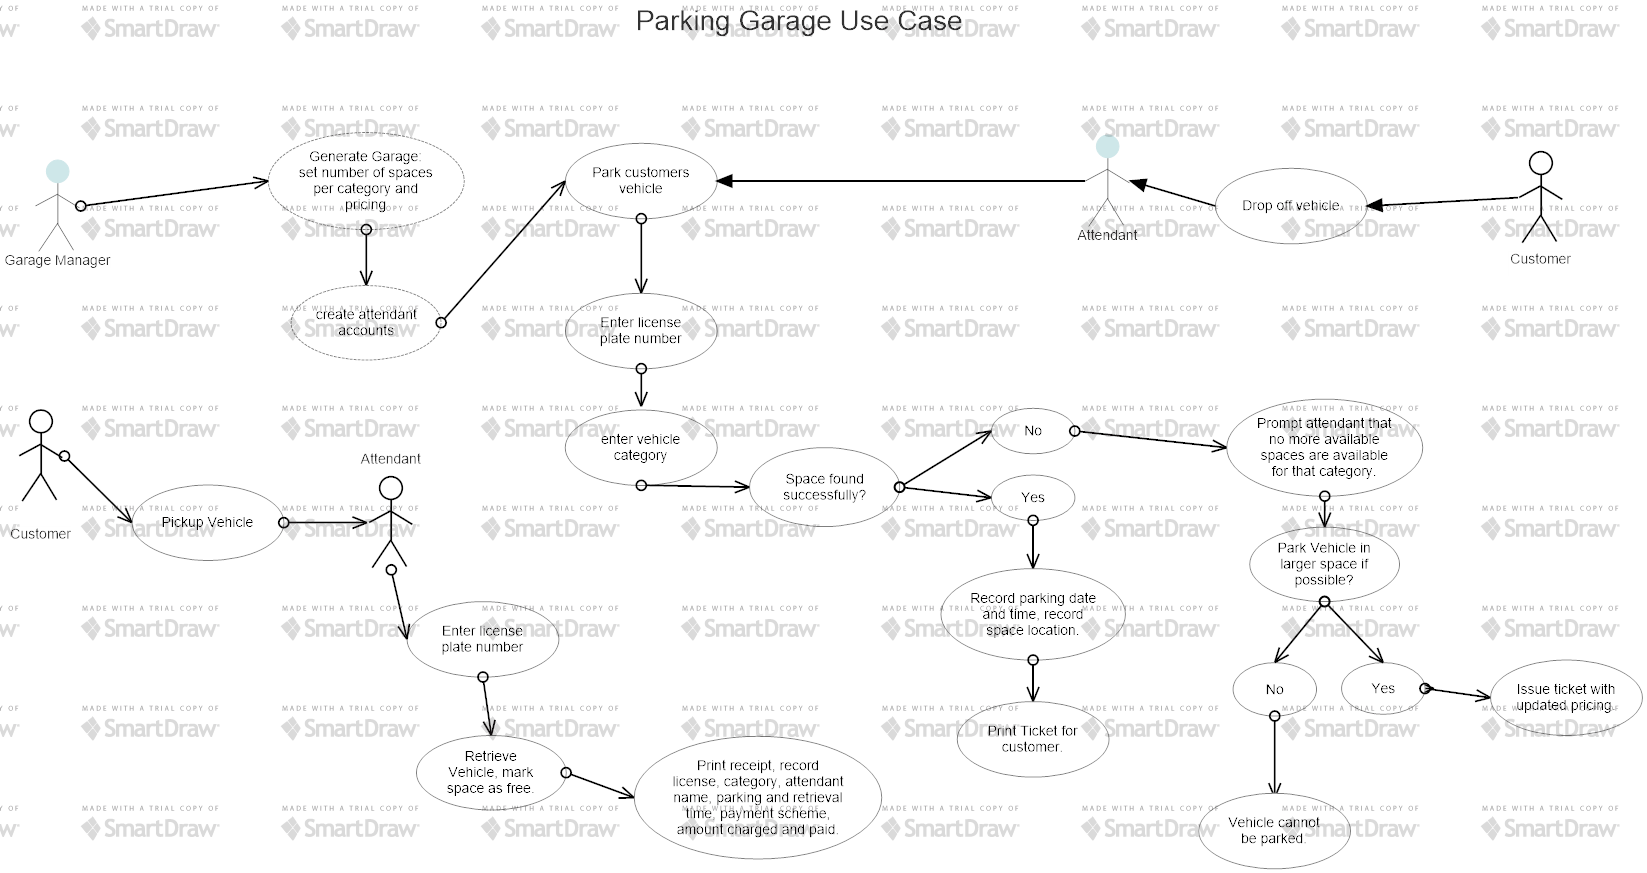 Parking Garage Use Case
MADE WITH A TRIAL COPY OF
SmartDraw
Generate Garage:
set number of spaces
per category and
pricing
Garage Manager
create attendant
accounts
Park customers
vehicle
Attendant
Drop off vehicle
Customer
Enter license
plate number
enter vehicle
category
Space found
successfully?
No
Yes
Prompt attendant that
no more available
spaces are available
for that category.
Park Vehicle in
larger space if
possible?
No
Yes
Issue ticket with
updated pricing.
Vehicle cannot
be parked.
Record parking date
and time, record
space location.
Print Ticket for
customer.
Customer
Pickup Vehicle
Attendant
Enter license
plate number
Retrieve
Vehicle, mark
space as free.
Print receipt, record
license, category, attendant
name, parking and retrieval
time, payment scheme,
amount charged and paid.